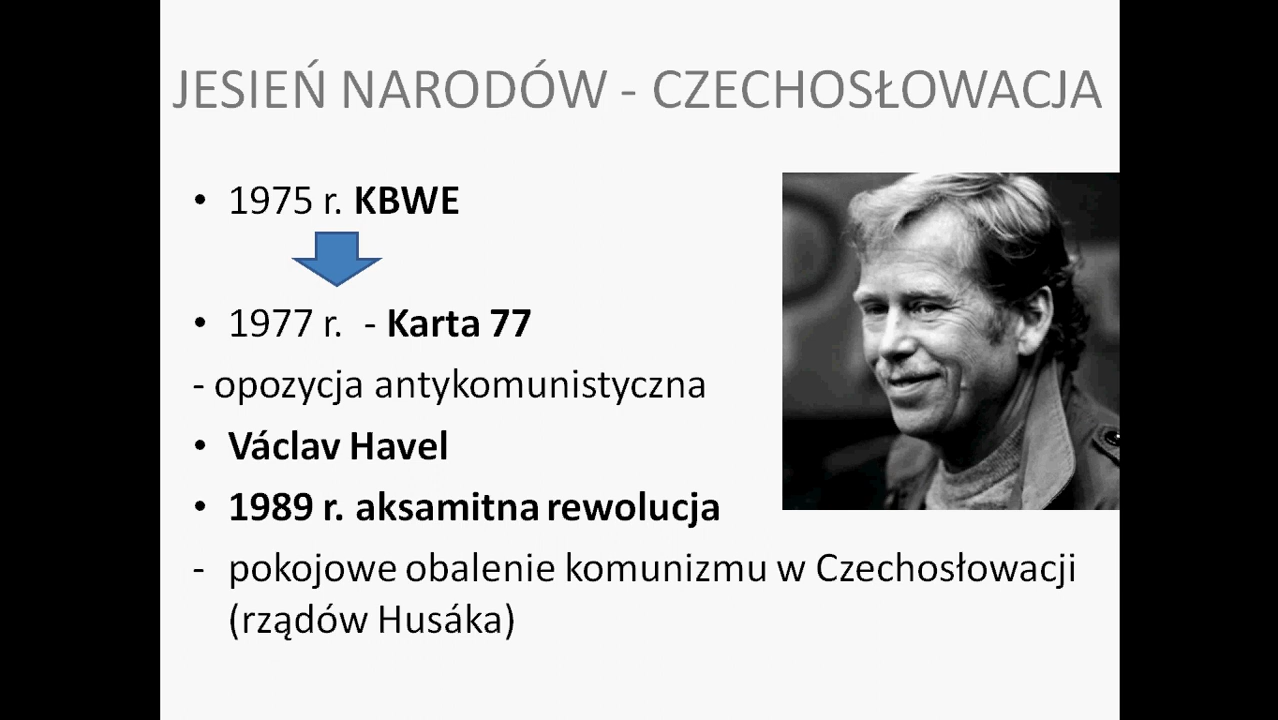 JESIEŃ NARODÓW - CZECHOSŁOWACJA
• 1975 r. KBWE
• 1977 r. - Karta 77
- opozycja antykomunistyczna
• Václav Havel
• 1989 r. aksamitna rewolucja
- pokojowe obalenie komunizmu w Czechosłowacji
(rządów Husáka)